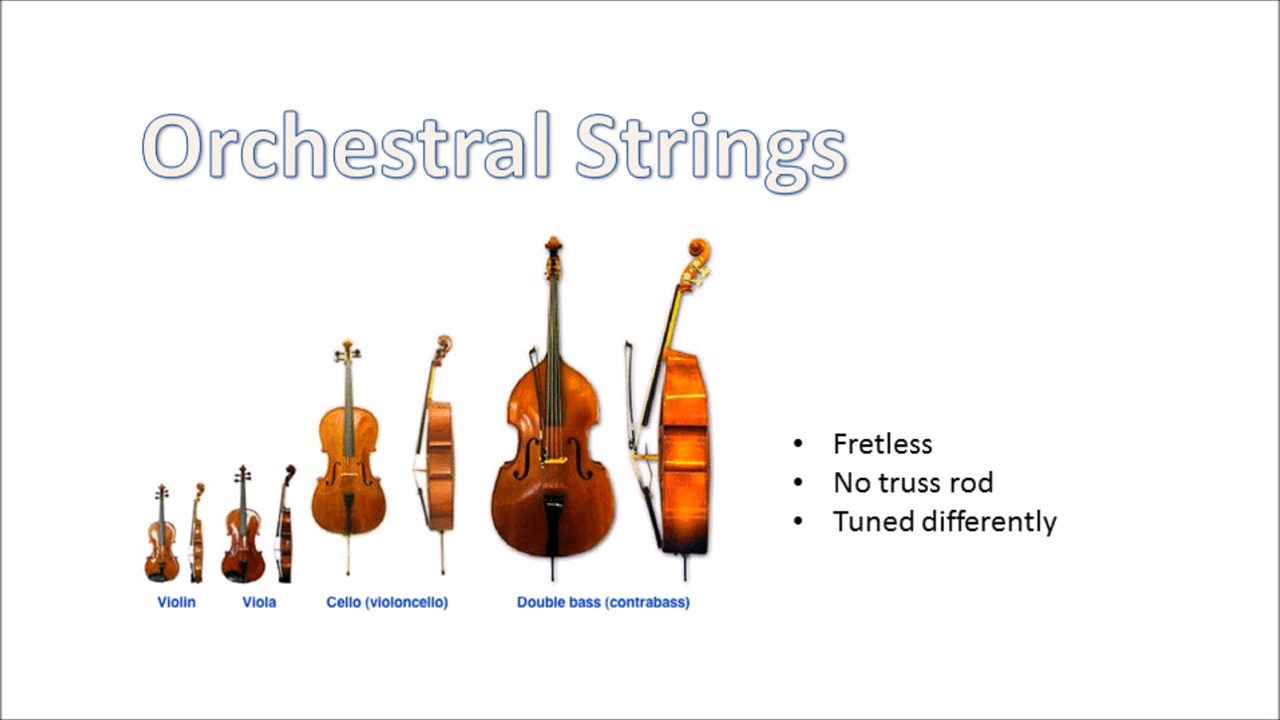 Orchestral Strings
• Fretless
• No truss rod
• Tuned differently
Violin
Viola
Cello (violoncello)
Double bass (contrabass)